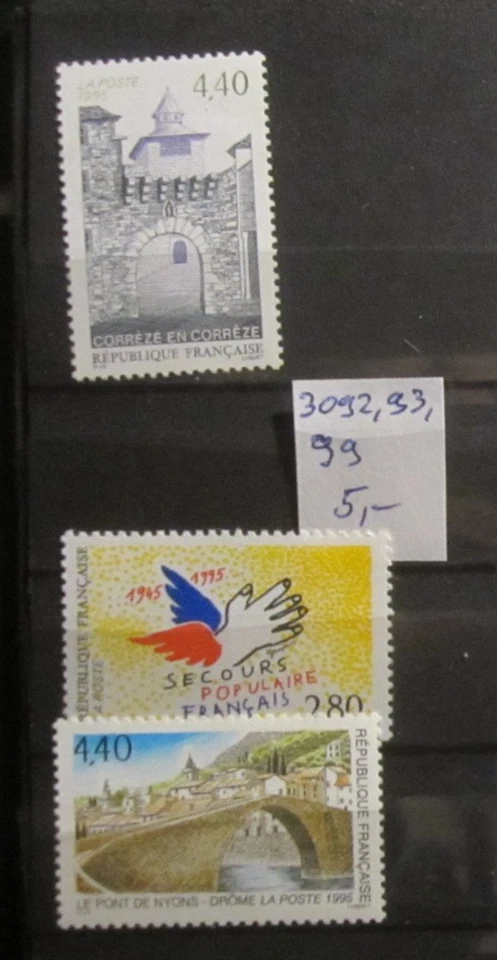 LA POSTE
1995
4,40
CORRÈZE EN CORRÈZE
RÉPUBLIQUE FRANÇAISE
3092,93,
99
5,-
RÉPUBLIQUE FRANÇAISE
LA POSTE
1945 1995
SECOURS
POPULAIRE
FRANÇAIS
2,80
4,40
RÉPUBLIQUE FRANÇAISE
LE PONT DE NYONS - DRÔME LA POSTE 1995